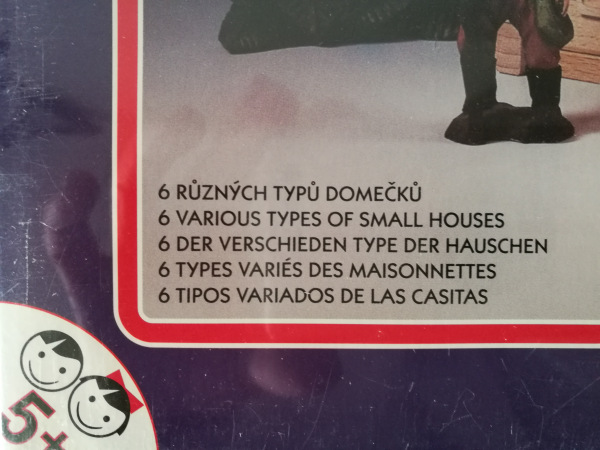 6 RŮZNÝCH TYPŮ DOMEČKŮ
6 VARIOUS TYPES OF SMALL HOUSES
6 DER VERSCHIEDEN TYPE DER HAUSCHEN
6 TYPES VARIÉS DES MAISONNETTES
6 TIPOS VARIADOS DE LAS CASITAS
5+